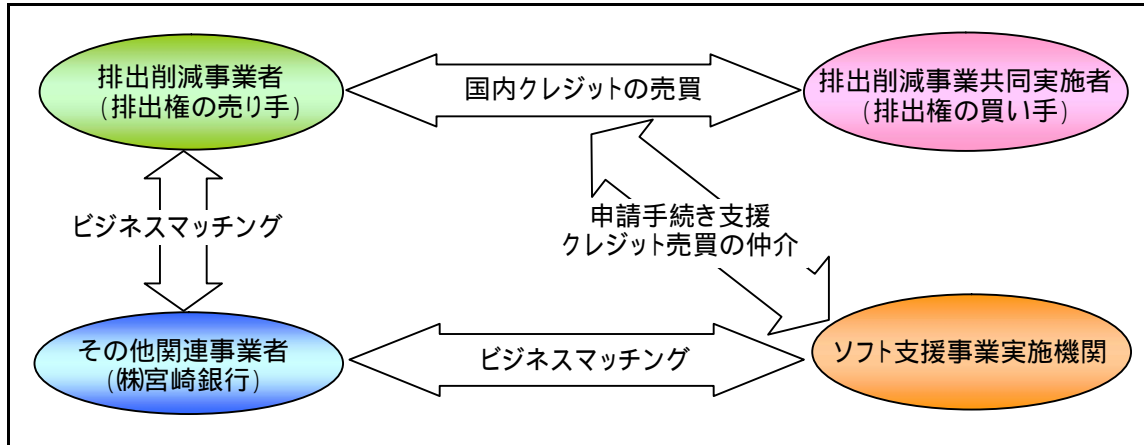 排出削減事業者
(排出権の売り手)
国内クレジットの売買
排出削減事業共同実施者
(排出権の買い手)
ビジネスマッチング
申請手続き支援
クレジット売買の仲介
その他関連事業者
(㈱宮崎銀行)
ビジネスマッチング
ソフト支援事業実施機関